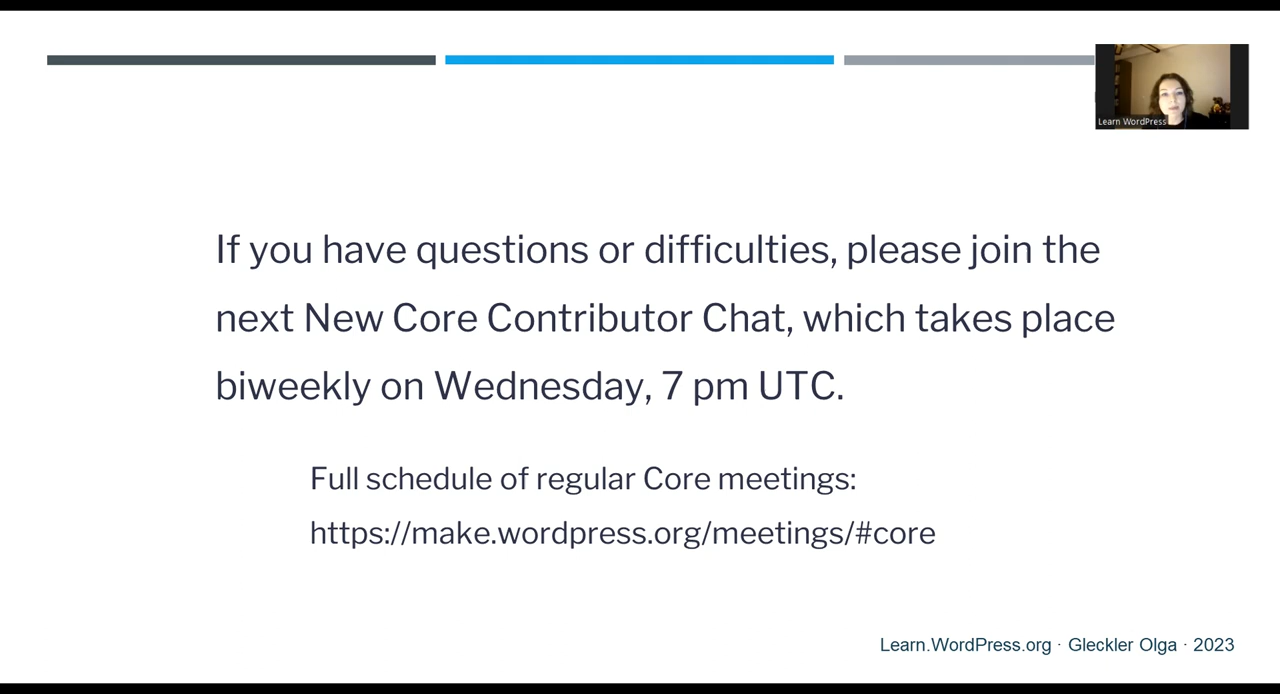 Learn WordPress
If you have questions or difficulties, please join the
next New Core Contributor Chat, which takes place
biweekly on Wednesday, 7 pm UTC.
Full schedule of regular Core meetings:
https://make.wordpress.org/meetings/#core
Learn.WordPress.org · Gleckler Olga · 2023